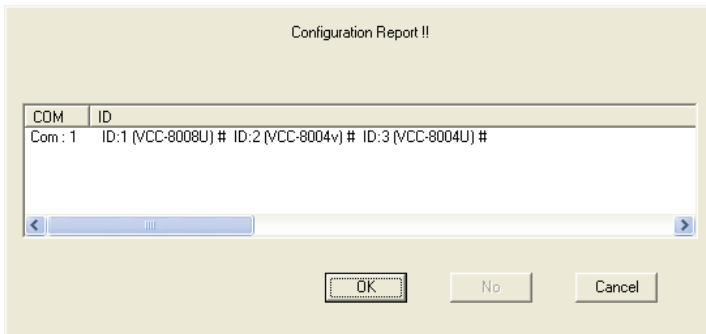 Configuration Report !!
COM ID
Com : 1 ID:1 (VCC-8008U) # ID:2 (VCC-8004v) # ID:3 (VCC-8004U) #
OK No Cancel